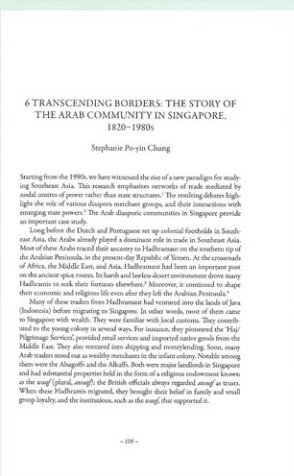 6 TRANSCENDING BORDERS: THE STORY OF
THE ARAB COMMUNITY IN SINGAPORE,
1820–1980s
Stephanie Po-yin Chung
Starting from the 1990s, we have witnessed the rise of a new paradigm for study-
ing Southeast Asia. This research emphasizes networks of trade mediated by
nodal centres of power rather than state structures.¹ The resulting debates high-
light the role of various diaspora merchant groups, and their interactions with
emerging state powers.² The Arab diasporic communities in Singapore provide
an important case study.
Long before the Dutch and Portuguese set up colonial footholds in South-
east Asia, the Arabs already played a dominant role in trade in Southeast Asia.
Most of these Arabs traced their ancestry to Hadhramaut on the southern tip of
the Arabian Peninsula, in the present-day Republic of Yemen. At the crossroads
of Africa, the Middle East, and Asia, Hadhramaut had been an important post
on the ancient spice routes. Its harsh and lawless desert environment drove many
Hadhramis to seek their fortunes elsewhere.³ Moreover, it continued to shape
their economic and religious life even after they left the Arabian Peninsula.⁴
Many of these traders from Hadhramaut had ventured into the lands of Java
(Indonesia) before migrating to Singapore. In other words, most of them came
to Singapore with wealth. They were familiar with local customs. They contrib-
uted to the young colony in several ways. For instance, they pioneered the 'Haj/
Pilgrimage Services', provided retail services and imported native goods from the
Middle East. They also ventured into shipping and moneylending. Soon, many
Arab traders stood out as wealthy merchants in the infant colony. Notable among
them were the Alsagoffs and the Alkaffs. Both were major landlords in Singapore
and had substantial properties held in the form of a religious endowment known
as the waqf (plural, awqaf); the British officials always regarded awqaf as trusts.
When these Hadhramis migrated, they brought their belief in family and small
group loyalty, and the institutions, such as the waqf, that supported it.
– 109 –